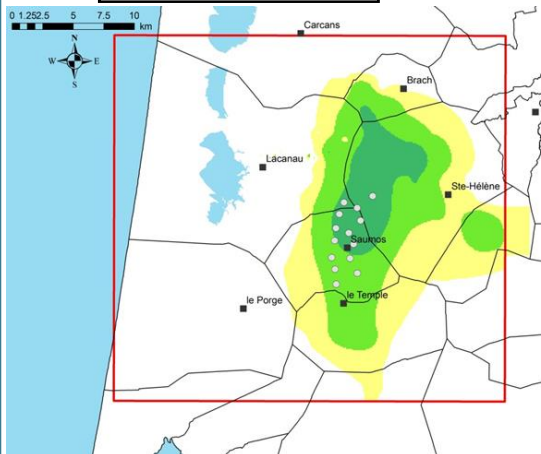 0 1.252.5 5 7.5 10
km
N
W E
S
Carcans
Brach
Lacanau
Ste-Hélène
Saumos
le Porge
le Temple